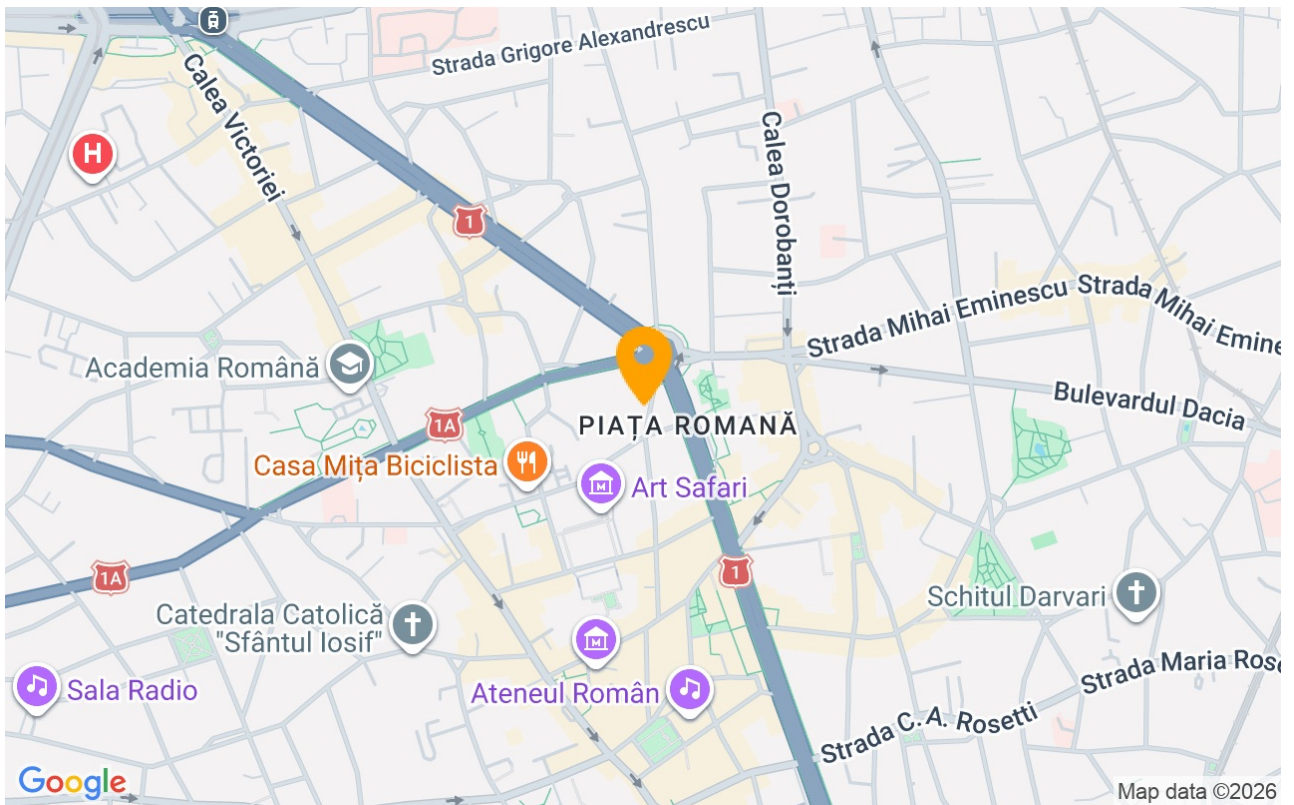 Strada Grigore Alexandrescu
Calea Victoriei
H
1
Calea Dorobanți
Strada Mihai Eminescu
Strada Mihai Emine
Academia Română
1A
Bulevardul Dacia
PIAȚA ROMANĂ
Casa Mița Biciclista
M
Art Safari
1A
1
Catedrala Catolică
"Sfântul Iosif"
Schitul Darvari
M
Sala Radio
Ateneul Român
Strada Maria Rose
Strada C. A. Rosetti
Google
Map data ©2026